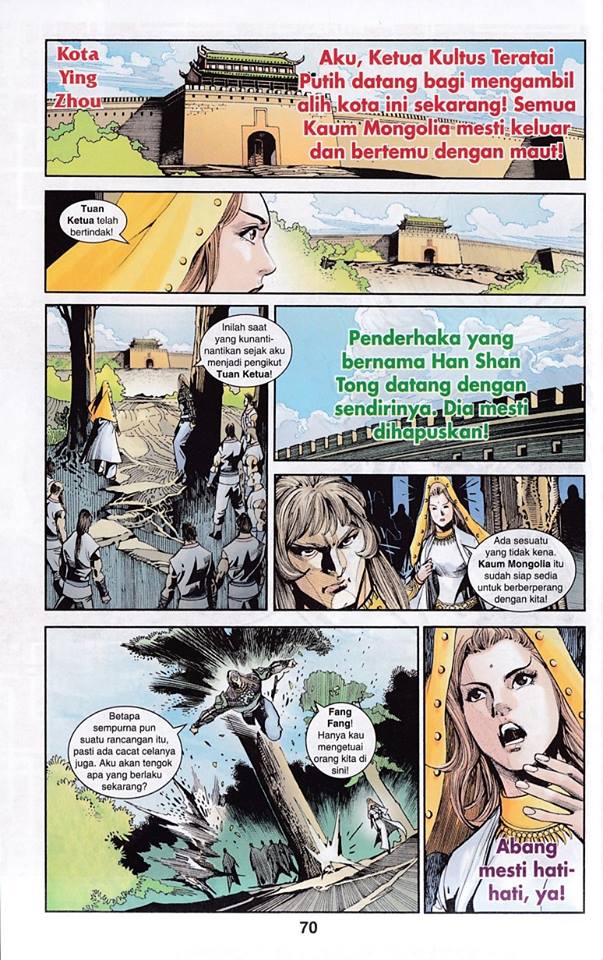 Kota
Ying
Zhou
Aku, Ketua Kultus Teratai
Putih datang bagi mengambil
alih kota ini sekarang! Semua
Kaum Mongolia mesti keluar
dan bertemu dengan maut!
Tuan
Ketua telah
bertindak!
Inilah saat
yang kunanti-
nantikan sejak aku
menjadi pengikut
Tuan Ketua!
Penderhaka yang
bernama Han Shan
Tong datang dengan
sendirinya. Dia mesti
dihapuskan!
Ada sesuatu
yang tidak kena.
Kaum Mongolia itu
sudah siap sedia
untuk berberperang
dengan kita!
Betapa
sempurna pun
suatu rancangan itu,
pasti ada cacat celanya
juga. Aku akan tengok
apa yang berlaku
sekarang?
Fang
Fang!
Hanya kau
mengetuai
orang kita di
sini!
Abang
mesti hati-
hati, ya!
70